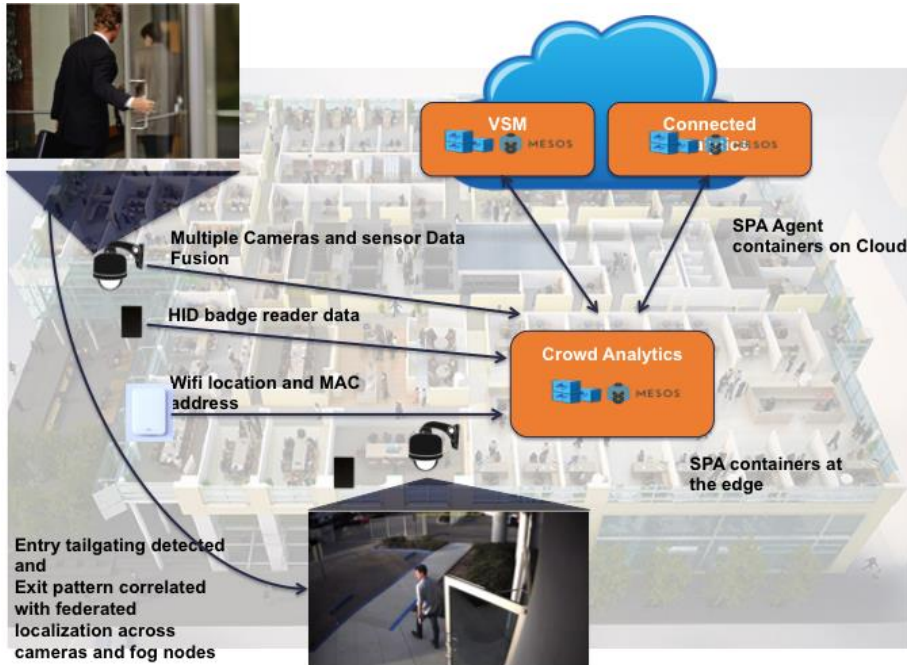 VSM
MESOS
Connected
MESOS
SPA Agent
containers on Cloud
Multiple Cameras and sensor Data
Fusion
HID badge reader data
Wifi location and MAC
address
Crowd Analytics
MESOS
SPA containers at
the edge
Entry tailgating detected
and
Exit pattern correlated
with federated
localization across
cameras and fog nodes